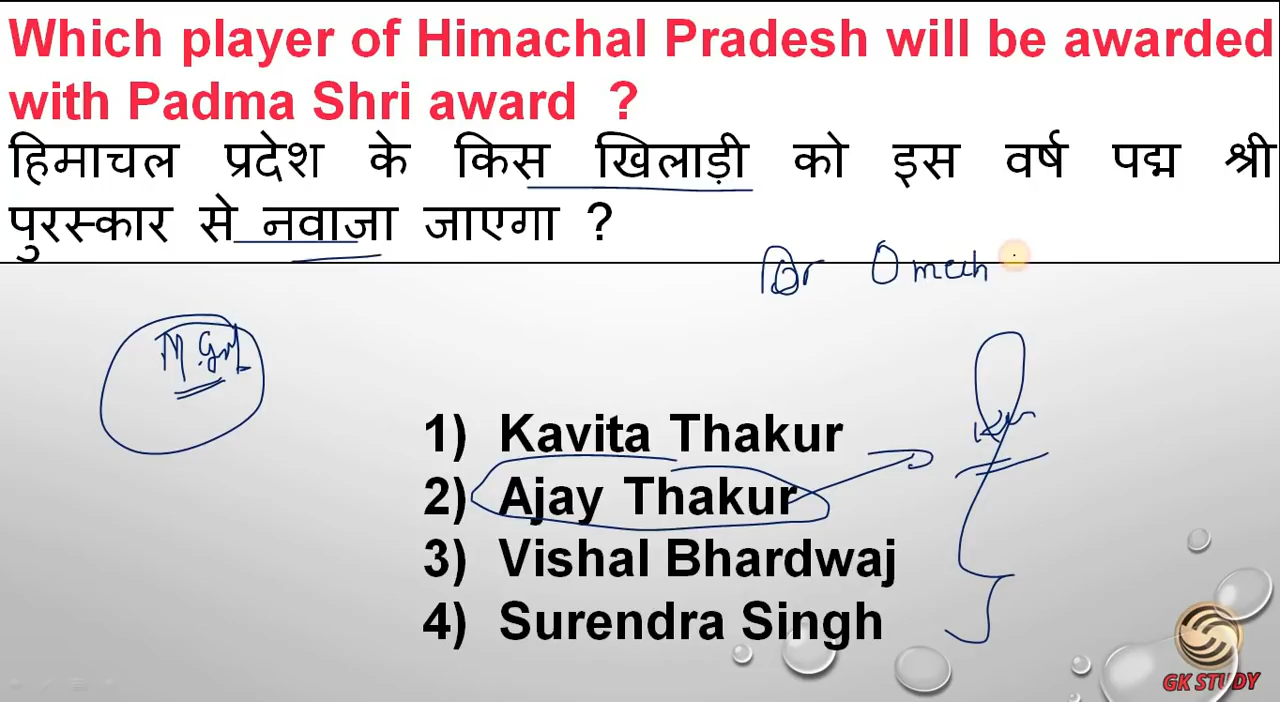 Which player of Himachal Pradesh will be awarded
with Padma Shri award ?
हिमाचल प्रदेश के किस खिलाड़ी को इस वर्ष पद्म श्री
पुरस्कार से नवाजा जाएगा ?
Dr Omesh
1) Kavita Thakur
2) Ajay Thakur
3) Vishal Bhardwaj
4) Surendra Singh
GK STUDY